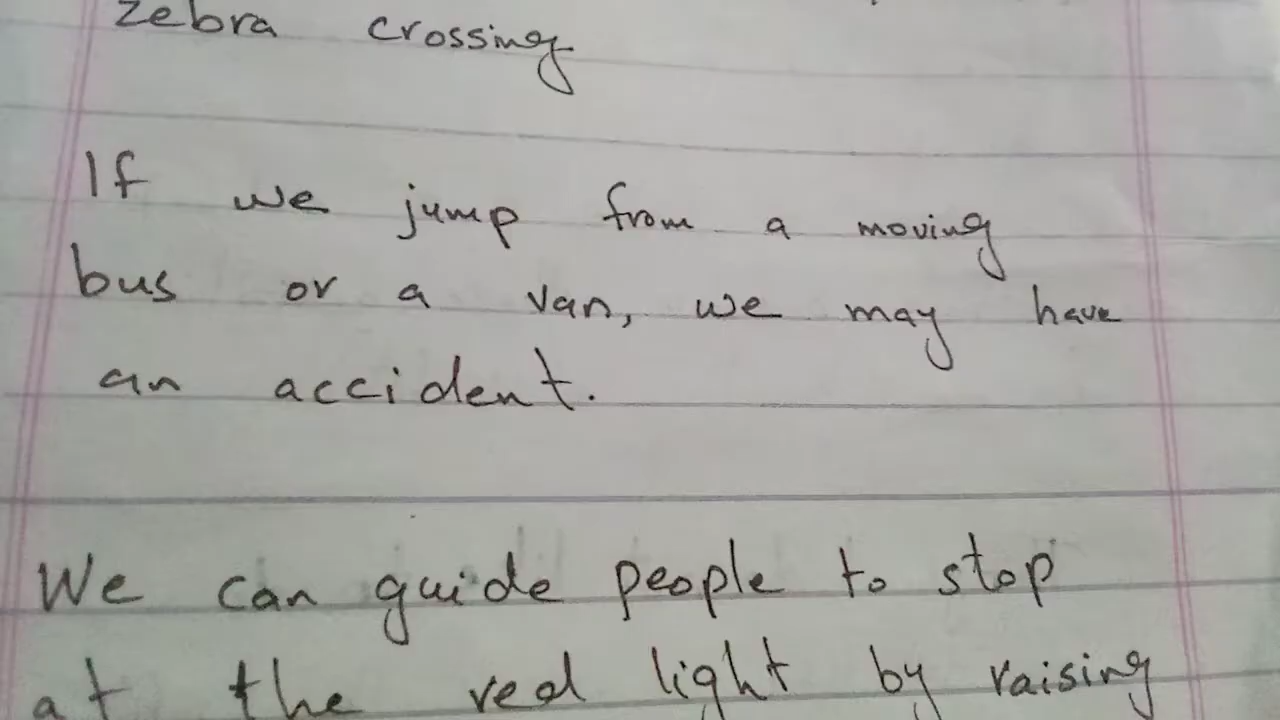 zebra crossing
If we jump from a moving
bus or a van, we may have
an accident.
We can guide people to stop
at the red light by raising